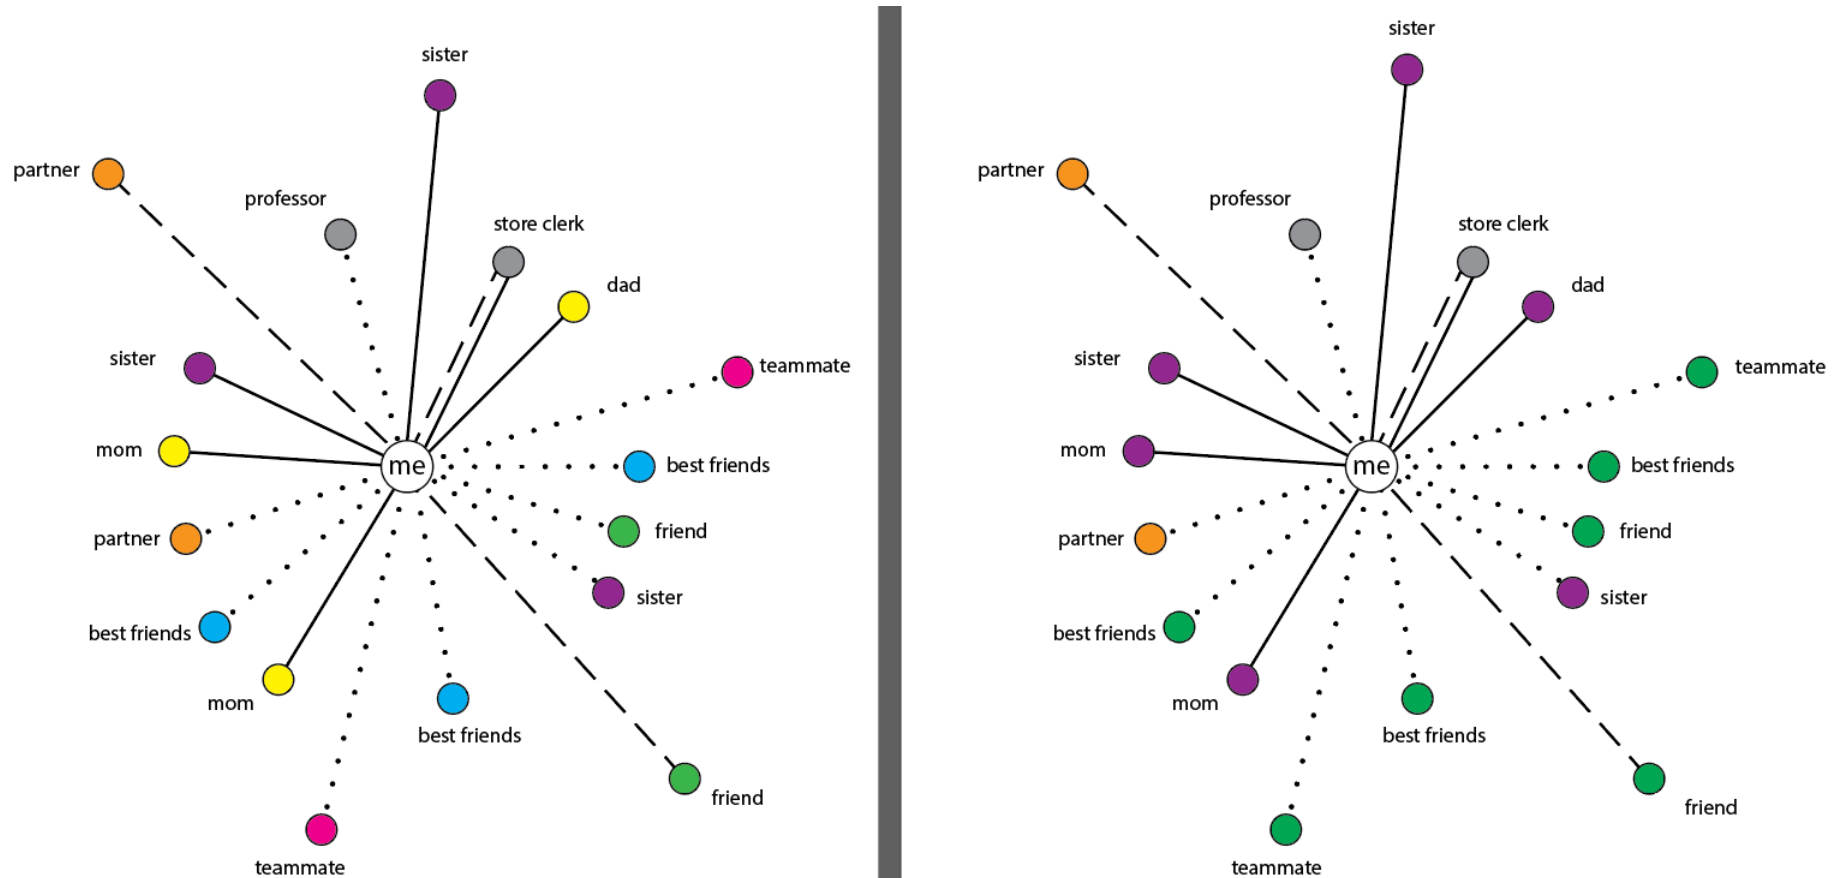 sister
partner
professor
store clerk
dad
sister
teammate
mom
me
best friends
partner
friend
sister
best friends
mom
best friends
friend
teammate
sister
partner
professor
store clerk
dad
sister
teammate
mom
me
best friends
partner
friend
sister
best friends
mom
best friends
friend
teammate